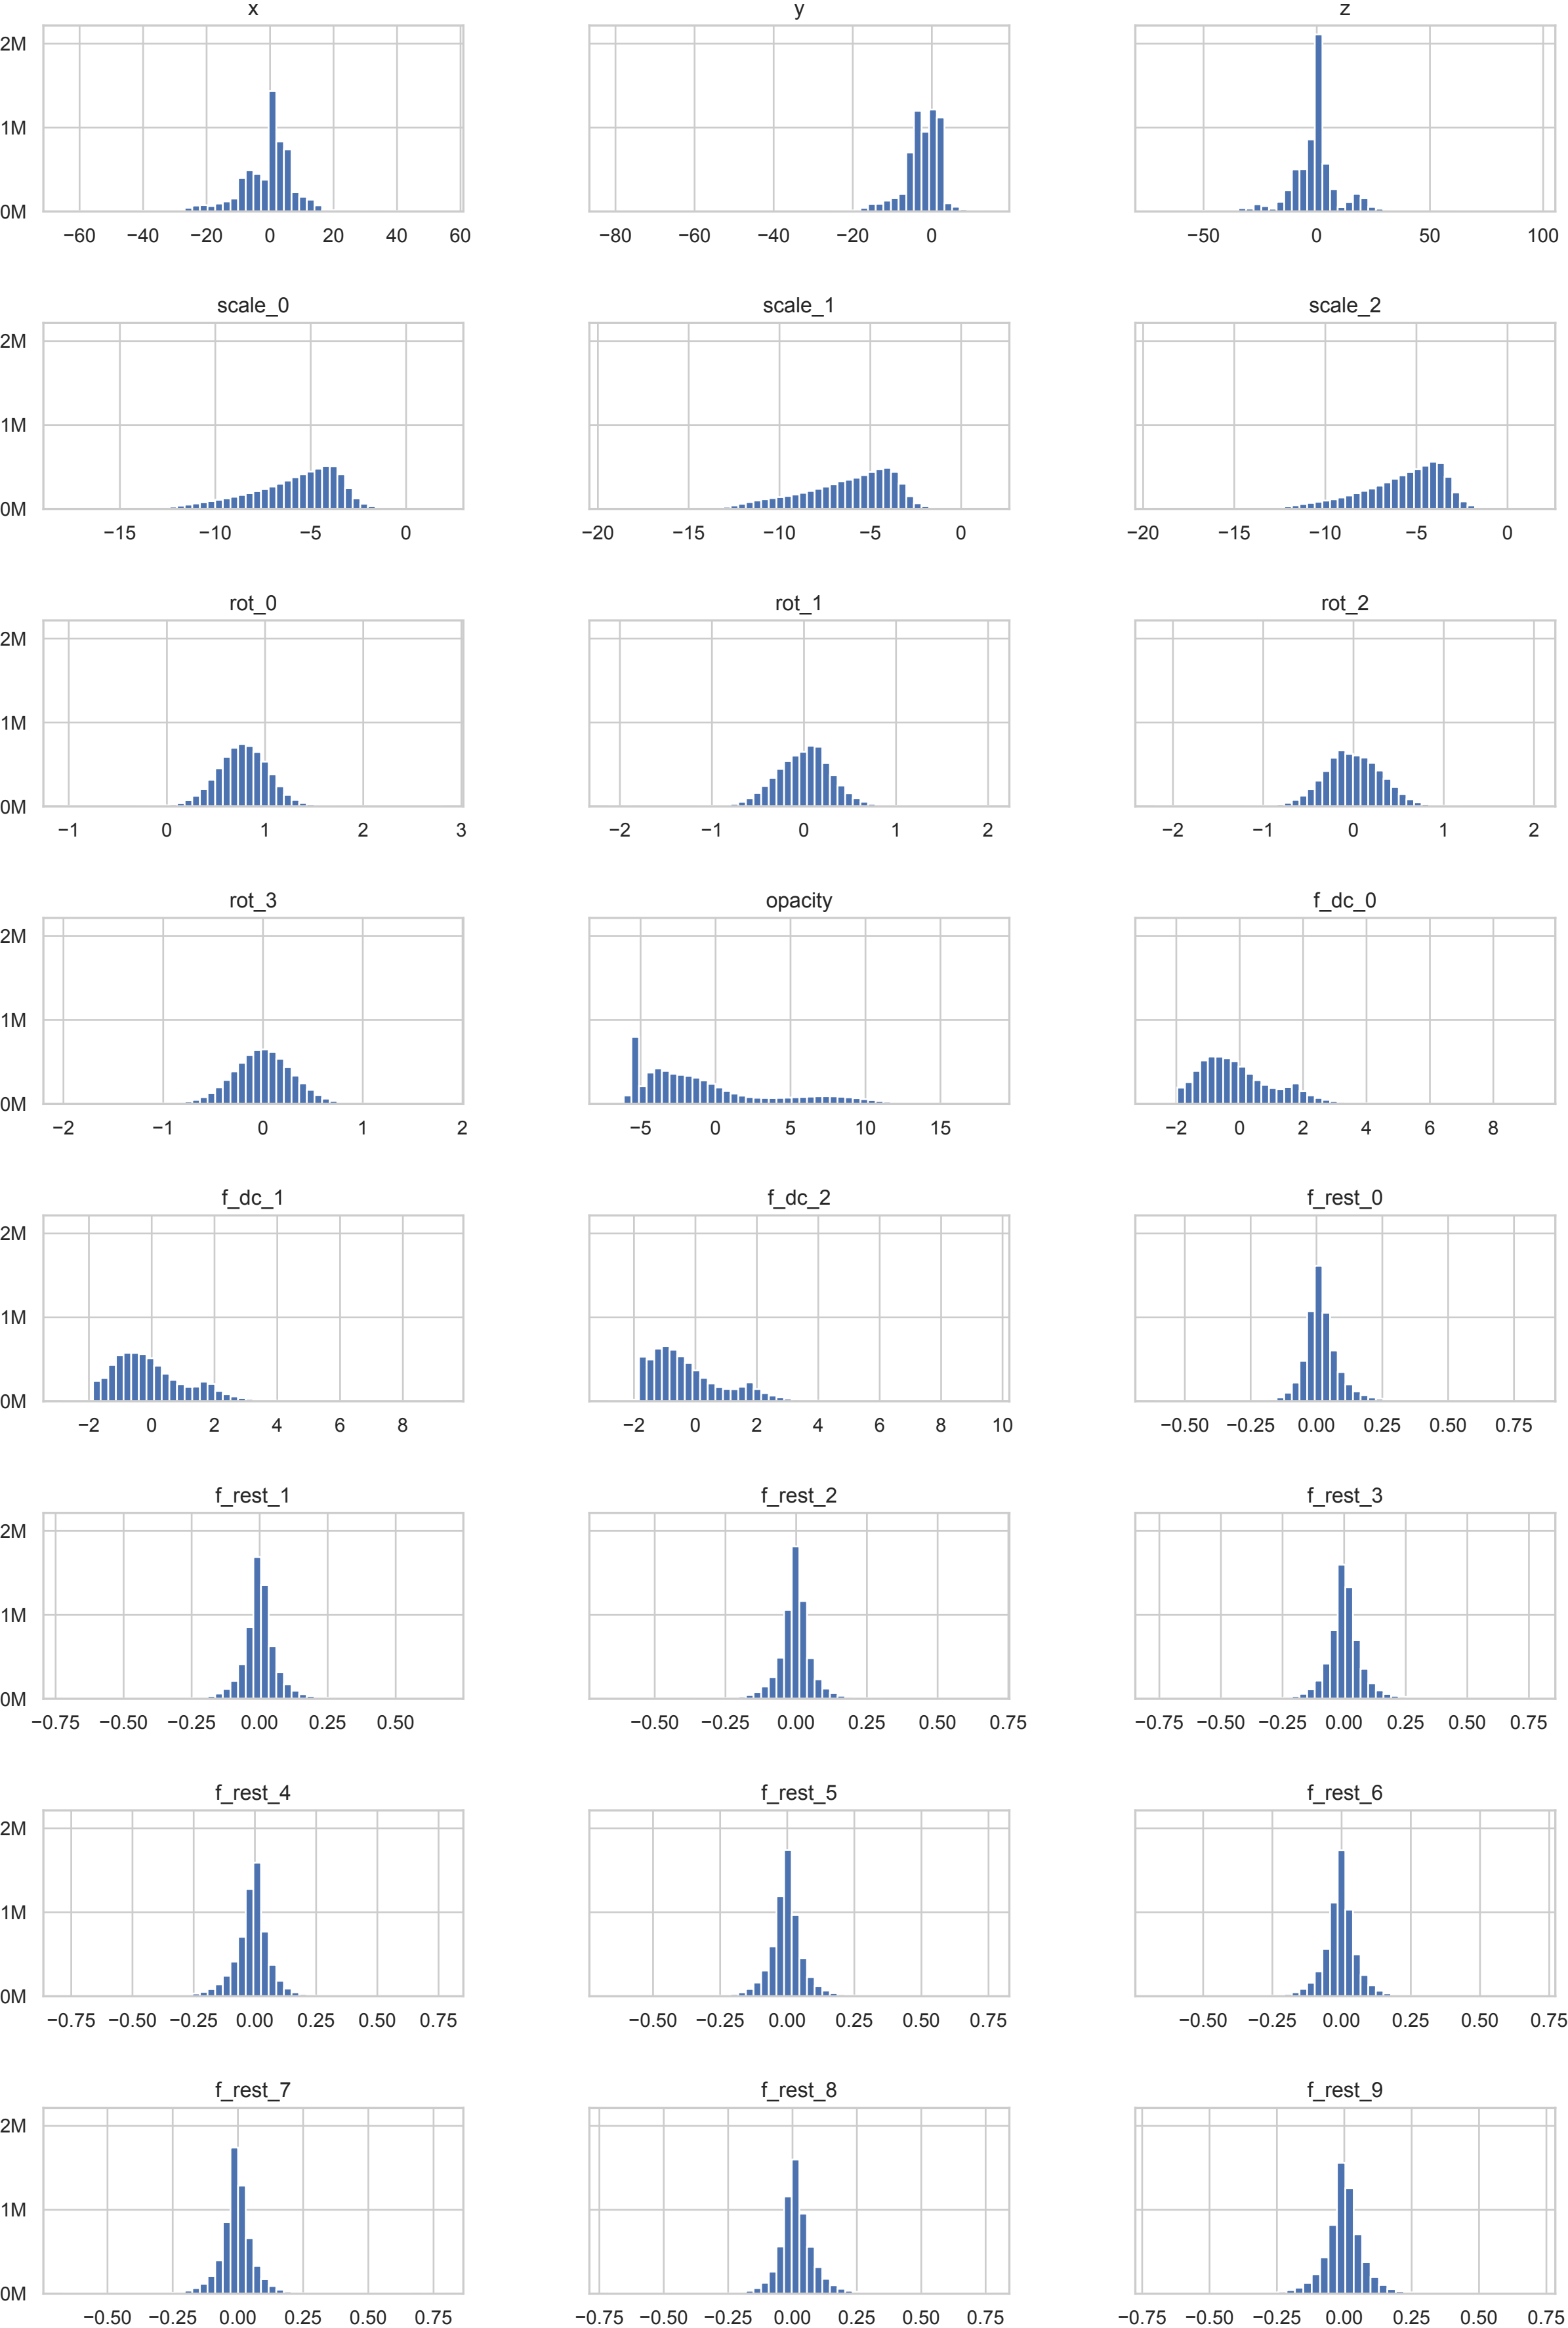 x y z
2M
1M
0M
−60 −40 −20 0 20 40 60 −80 −60 −40 −20 0 −50 0 50 100
scale_0 scale_1 scale_2
2M
1M
0M
−15 −10 −5 0 −20 −15 −10 −5 0 −20 −15 −10 −5 0
rot_0 rot_1 rot_2
2M
1M
0M
−1 0 1 2 3 −2 −1 0 1 2 −2 −1 0 1 2
rot_3 opacity f_dc_0
2M
1M
0M
−2 −1 0 1 2 −5 0 5 10 15 −2 0 2 4 6 8
f_dc_1 f_dc_2 f_rest_0
2M
1M
0M
−2 0 2 4 6 8 −2 0 2 4 6 8 10 −0.50 −0.25 0.00 0.25 0.50 0.75
f_rest_1 f_rest_2 f_rest_3
2M
1M
0M
−0.75 −0.50 −0.25 0.00 0.25 0.50 −0.50 −0.25 0.00 0.25 0.50 0.75 −0.75 −0.50 −0.25 0.00 0.25 0.50 0.75
f_rest_4 f_rest_5 f_rest_6
2M
1M
0M
−0.75 −0.50 −0.25 0.00 0.25 0.50 0.75 −0.50 −0.25 0.00 0.25 0.50 0.75 −0.50 −0.25 0.00 0.25 0.50 0.75
f_rest_7 f_rest_8 f_rest_9
2M
1M
0M
−0.50 −0.25 0.00 0.25 0.50 0.75 −0.75 −0.50 −0.25 0.00 0.25 0.50 0.75 −0.75 −0.50 −0.25 0.00 0.25 0.50 0.75